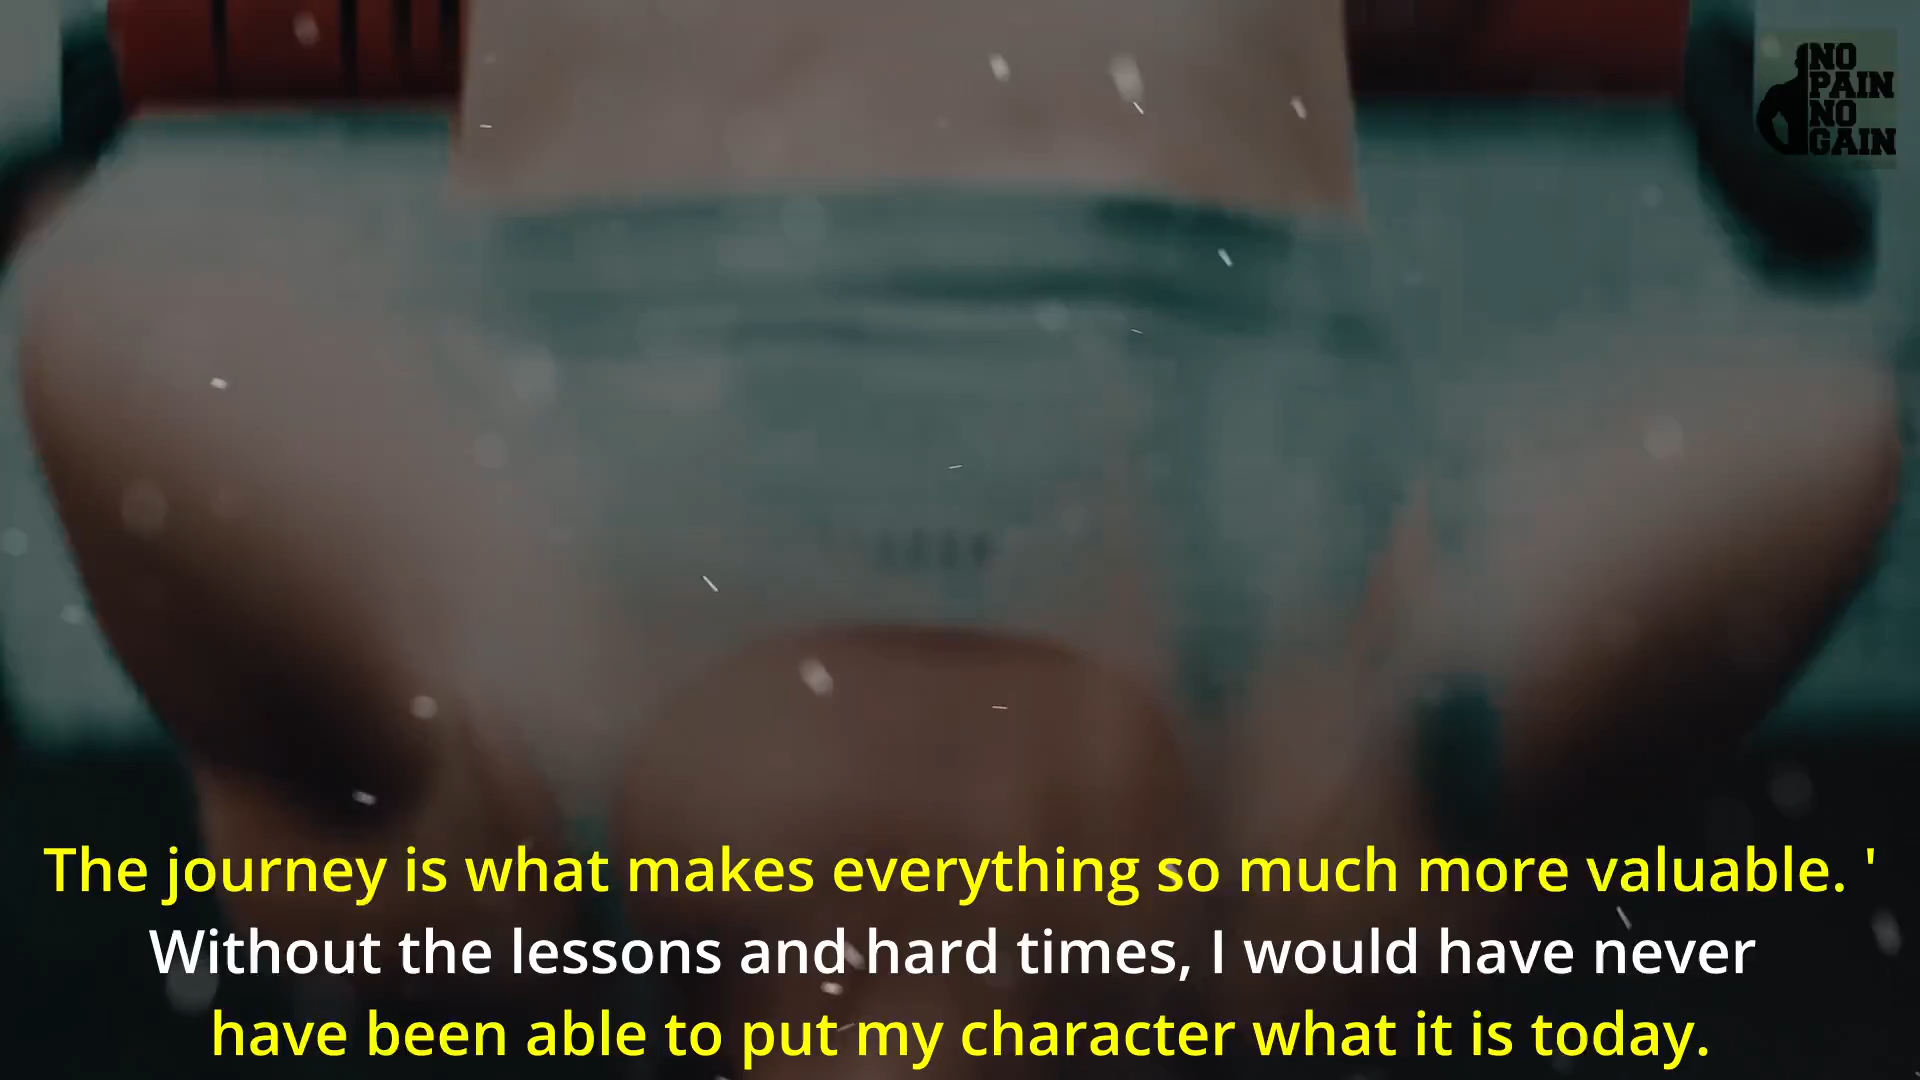 NO
PAIN
NO
GAIN
The journey is what makes everything so much more valuable. '
Without the lessons and hard times, I would have never
have been able to put my character what it is today.